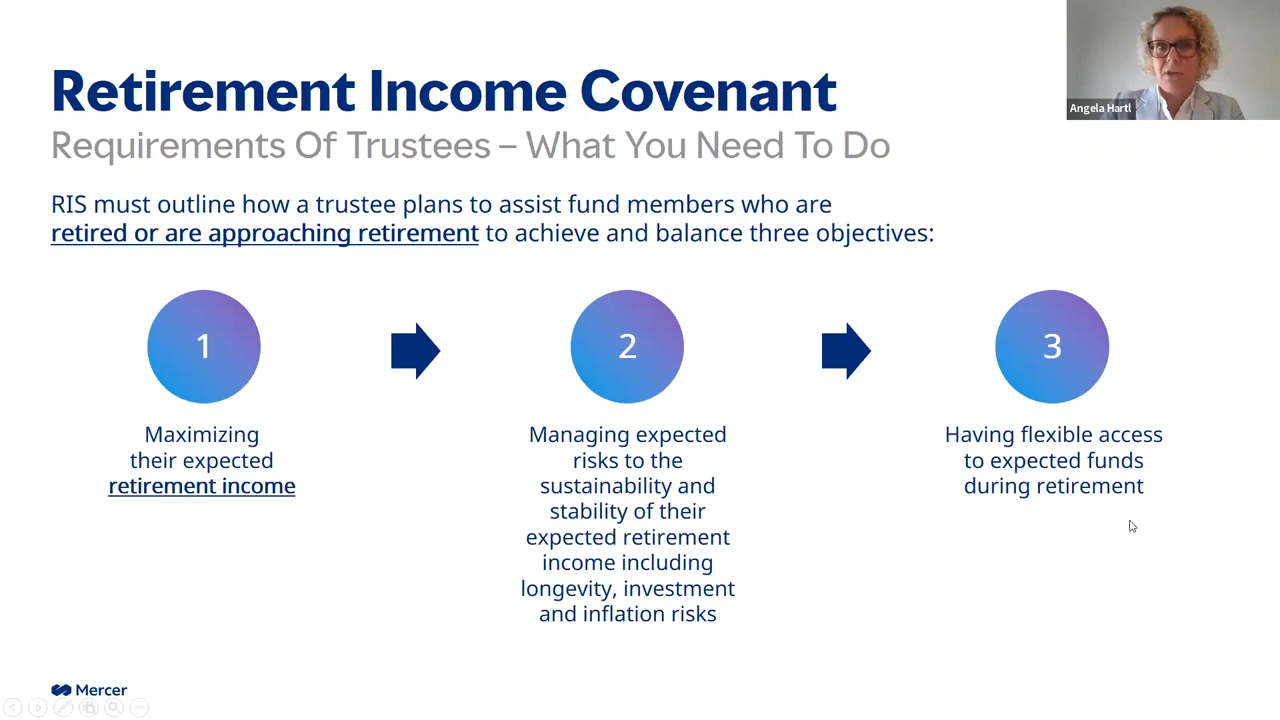 Retirement Income Covenant
Requirements Of Trustees – What You Need To Do
Angela Hartl
RIS must outline how a trustee plans to assist fund members who are
retired or are approaching retirement to achieve and balance three objectives:
1
Maximizing
their expected
retirement income
2
Managing expected
risks to the
sustainability and
stability of their
expected retirement
income including
longevity, investment
and inflation risks
3
Having flexible access
to expected funds
during retirement
Mercer